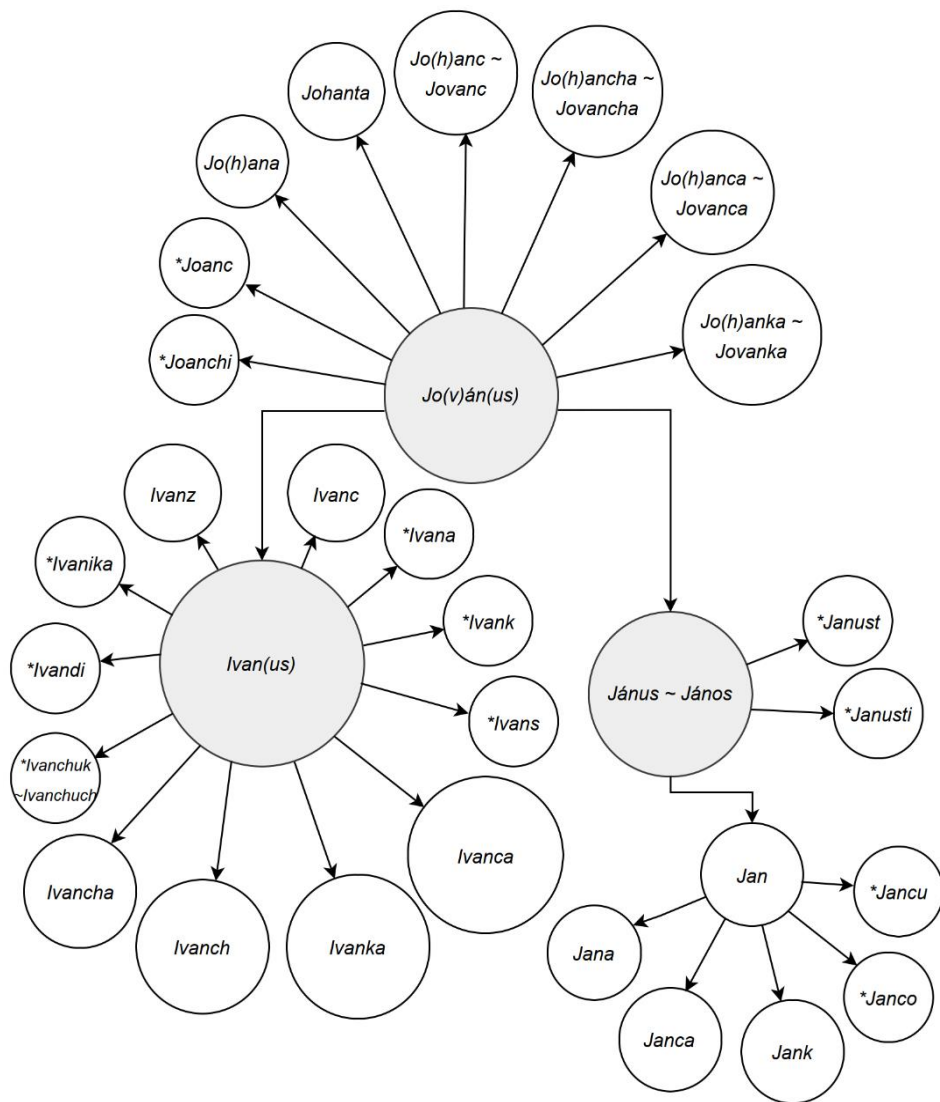 Jo(h)anc ~
Jovanc
Jo(h)ancha ~
Jovancha
Johanta
Jo(h)ana
Jo(h)anca ~
Jovanca
*Joanc
Jo(h)anka ~
Jovanka
*Joanchi
Jo(v)án(us)
Ivanz
Ivanc
*Ivana
*Ivanika
*Ivank
*Janust
*Ivandi
Ivan(us)
Jánus ~ János
*Ivans
*Janusti
*Ivanchuk
~Ivanchuch
Ivanca
Ivancha
Jan
*Jancu
Ivanch
Ivanka
Jana
*Janco
Janca
Jank